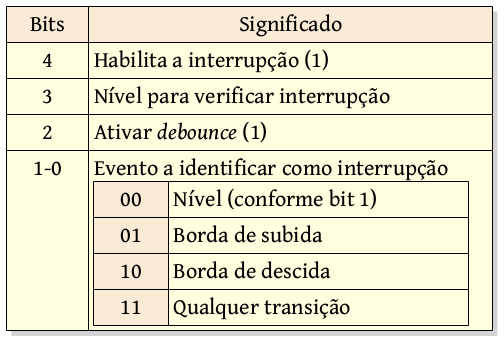 Bits Significado
4 Habilita a interrupção (1)
3 Nível para verificar interrupção
2 Ativar debounce (1)
1-0 Evento a identificar como interrupção
00 Nível (conforme bit 1)
01 Borda de subida
10 Borda de descida
11 Qualquer transição